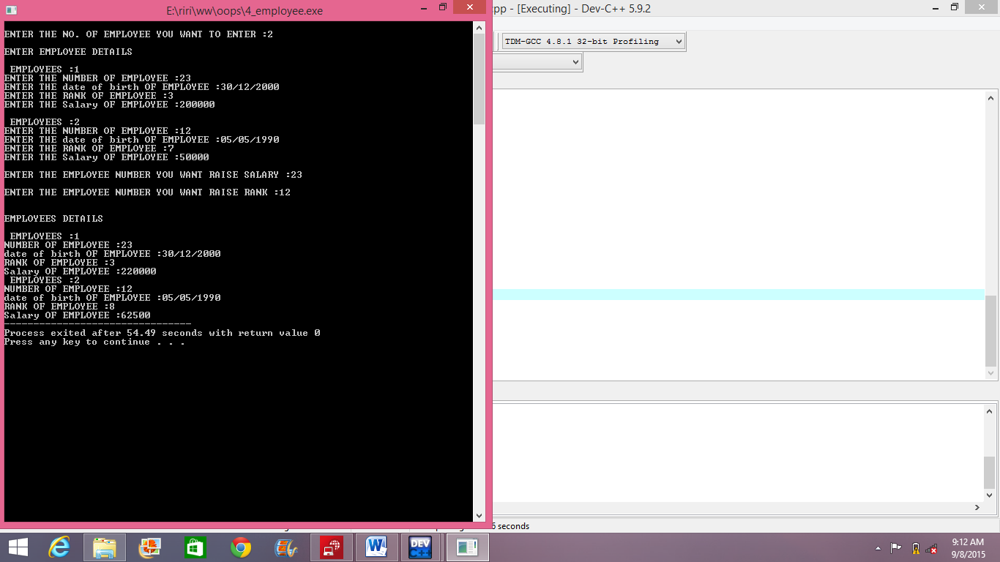 E:\riri\ww\oops\4_employee.exe
ENTER THE NO. OF EMPLOYEE YOU WANT TO ENTER :2
ENTER EMPLOYEE DETAILS
EMPLOYEES :1
ENTER THE NUMBER OF EMPLOYEE :23
ENTER THE date of birth OF EMPLOYEE :30/12/2000
ENTER THE RANK OF EMPLOYEE :3
ENTER THE Salary OF EMPLOYEE :200000
EMPLOYEES :2
ENTER THE NUMBER OF EMPLOYEE :12
ENTER THE date of birth OF EMPLOYEE :05/05/1990
ENTER THE RANK OF EMPLOYEE :7
ENTER THE Salary OF EMPLOYEE :50000
ENTER THE EMPLOYEE NUMBER YOU WANT RAISE SALARY :23
ENTER THE EMPLOYEE NUMBER YOU WANT RAISE RANK :12
EMPLOYEES DETAILS
EMPLOYEES :1
NUMBER OF EMPLOYEE :23
date of birth OF EMPLOYEE :30/12/2000
RANK OF EMPLOYEE :3
Salary OF EMPLOYEE :220000
EMPLOYEES :2
NUMBER OF EMPLOYEE :12
date of birth OF EMPLOYEE :05/05/1990
RANK OF EMPLOYEE :8
Salary OF EMPLOYEE :62500
--------------------------------
Process exited after 54.49 seconds with return value 0
Press any key to continue . . .
pp - [Executing] - Dev-C++ 5.9.2
TDM-GCC 4.8.1 32-bit Profiling
seconds
W
DEV
C++
9:12 AM
9/8/2015